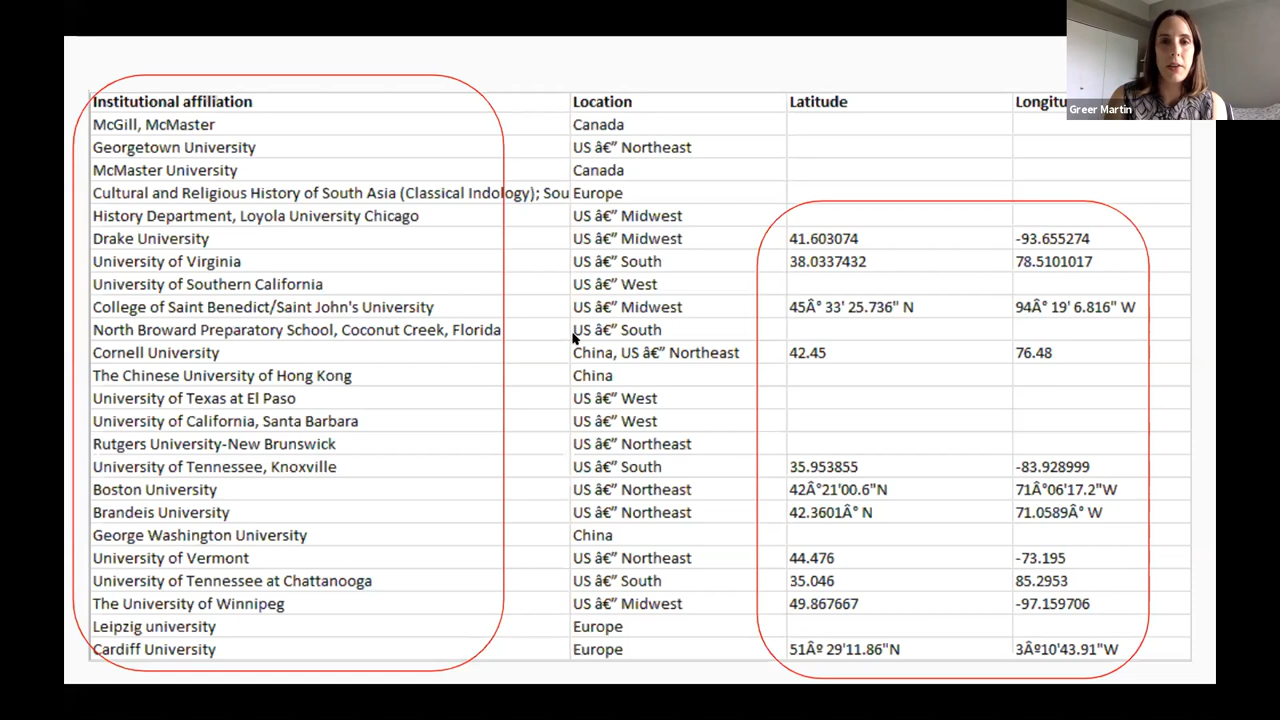 Greer Martin
Institutional affiliation Location Latitude Longitu
McGill, McMaster Canada
Georgetown University US â€” Northeast
McMaster University Canada
Cultural and Religious History of South Asia (Classical Indology); Sou Europe
History Department, Loyola University Chicago US â€” Midwest
Drake University US â€” Midwest 41.603074 -93.655274
University of Virginia US â€” South 38.0337432 78.5101017
University of Southern California US â€” West
College of Saint Benedict/Saint John's University US â€” Midwest 45Â° 33' 25.736" N 94Â° 19' 6.816" W
North Broward Preparatory School, Coconut Creek, Florida US â€” South
Cornell University China, US â€” Northeast 42.45 76.48
The Chinese University of Hong Kong China
University of Texas at El Paso US â€” West
University of California, Santa Barbara US â€” West
Rutgers University-New Brunswick US â€” Northeast
University of Tennessee, Knoxville US â€” South 35.953855 -83.928999
Boston University US â€” Northeast 42Â°21'00.6"N 71Â°06'17.2"W
Brandeis University US â€” Northeast 42.3601Â° N 71.0589Â° W
George Washington University China
University of Vermont US â€” Northeast 44.476 -73.195
University of Tennessee at Chattanooga US â€” South 35.046 85.2953
The University of Winnipeg US â€” Midwest 49.867667 -97.159706
Leipzig university Europe
Cardiff University Europe 51Âº 29'11.86"N 3Âº10'43.91"W